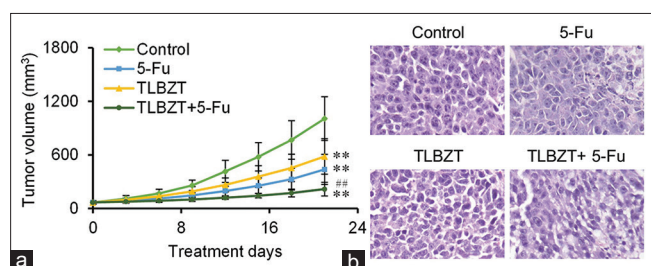 Tumor volume (mm³)
1800
1200
600
0
Control
5-Fu
TLBZT
TLBZT+5-Fu
**
**
##
**
0 8 16 24
Treatment days
a
Control 5-Fu
TLBZT TLBZT+ 5-Fu
b